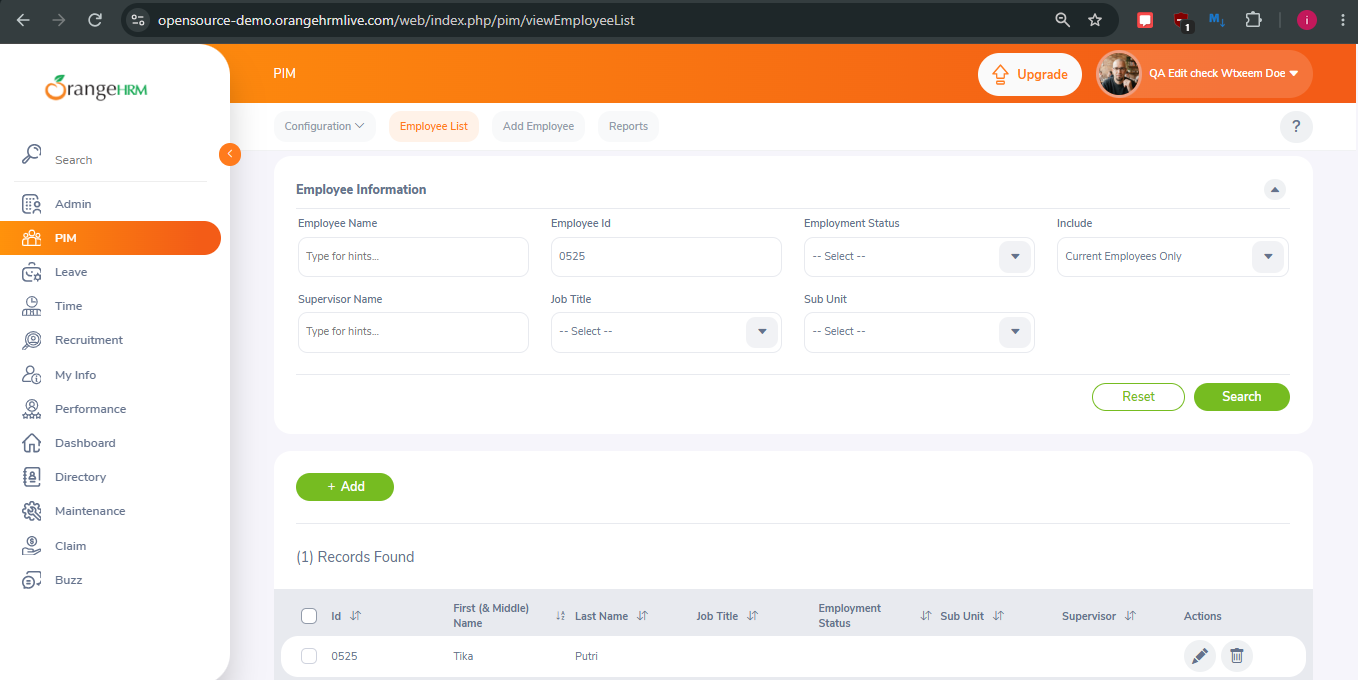 opensource-demo.orangehrmlive.com/web/index.php/pim/viewEmployeeList
1
M↓
i
OrangeHRM
PIM
Upgrade
QA Edit check Wtxeem Doe
Search
Configuration
Employee List
Add Employee
Reports
?
Admin
PIM
Leave
Time
Recruitment
My Info
Performance
Dashboard
Directory
Maintenance
Claim
Buzz
Employee Information
Employee Name
Employee Id
Employment Status
Include
Type for hints...
0525
-- Select --
Current Employees Only
Supervisor Name
Job Title
Sub Unit
Type for hints...
-- Select --
-- Select --
Reset
Search
+ Add
(1) Records Found
Id
First (& Middle)
Name
Last Name
Job Title
Employment
Status
Sub Unit
Supervisor
Actions
0525
Tika
Putri